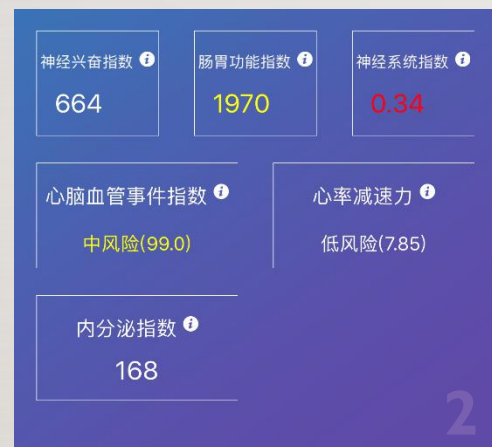 神经兴奋指数 肠胃功能指数 神经系统指数
664 1970 0.34
心脑血管事件指数 心率减速力
中风险(99.0) 低风险(7.85)
内分泌指数
168
2